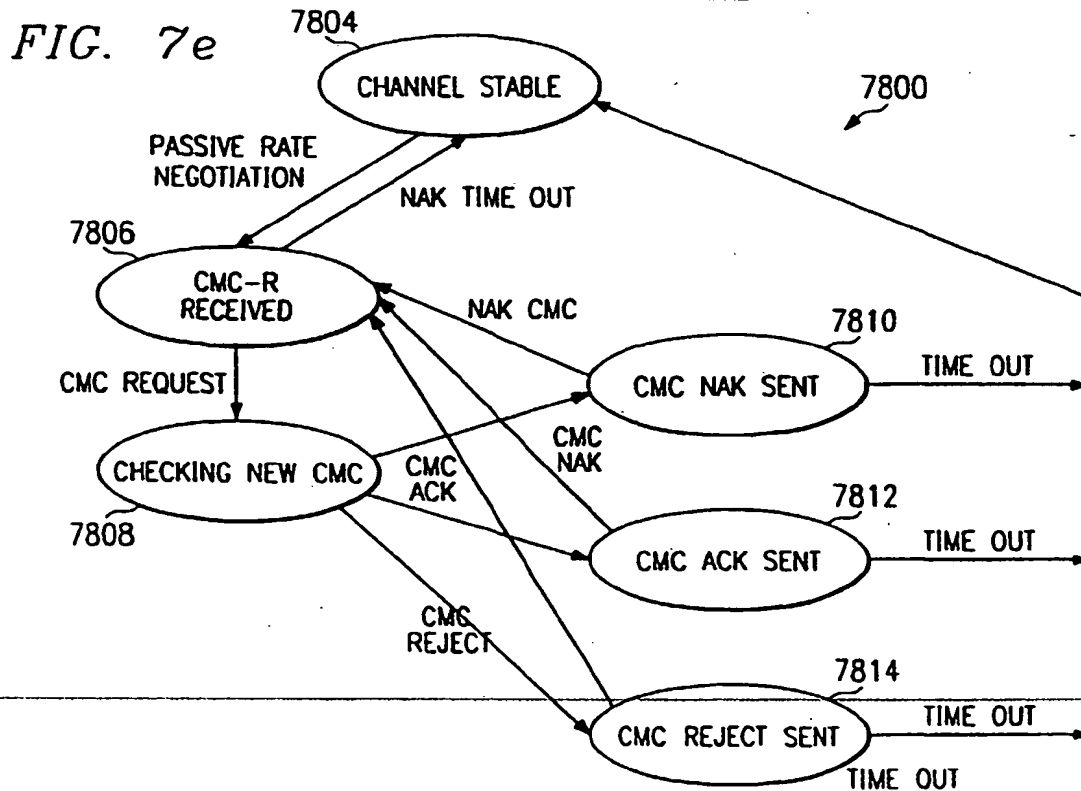 FIG. 7e
7804
CHANNEL STABLE
7800
PASSIVE RATE
NEGOTIATION
NAK TIME OUT
7806
CMC-R
RECEIVED
NAK CMC
7810
CMC REQUEST
CMC NAK SENT
TIME OUT
CHECKING NEW CMC
7808
CMC
ACK
CMC
NAK
7812
CMC ACK SENT
TIME OUT
CMC
REJECT
7814
CMC REJECT SENT
TIME OUT
TIME OUT